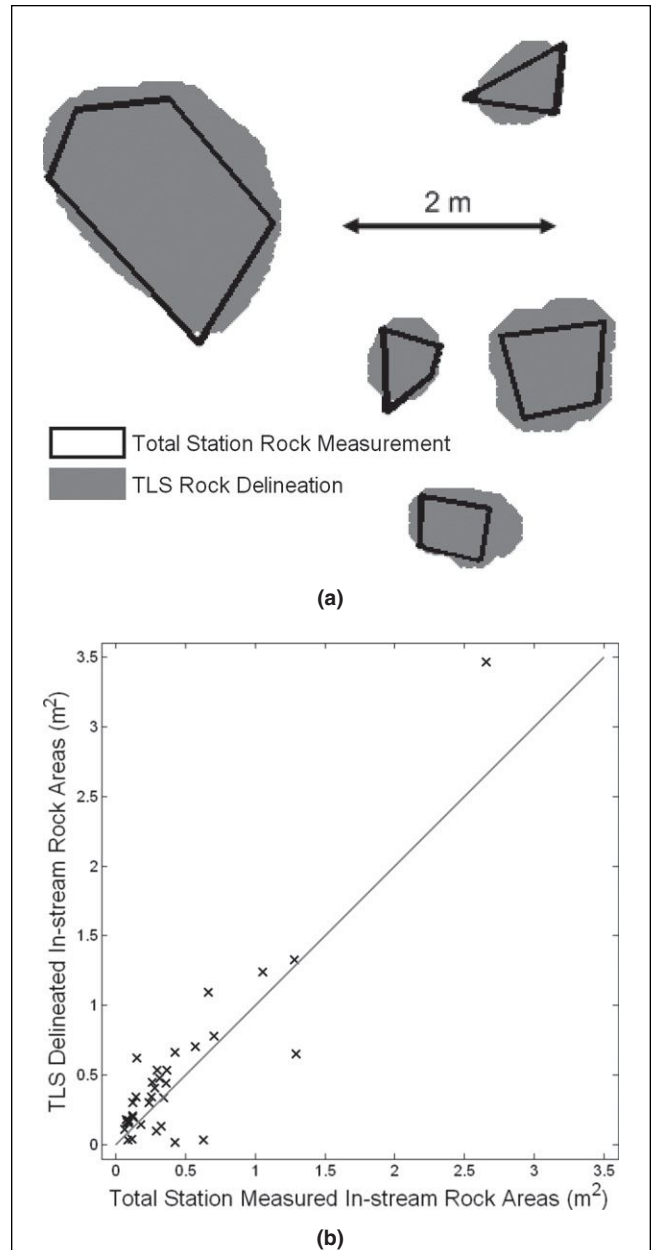 2 m
Total Station Rock Measurement
TLS Rock Delineation
(a)
3.5
3
2.5
2
1.5
1
0.5
0
TLS Delineated In-stream Rock Areas (m²)
0 0.5 1 1.5 2 2.5 3 3.5
Total Station Measured In-stream Rock Areas (m²)
(b)